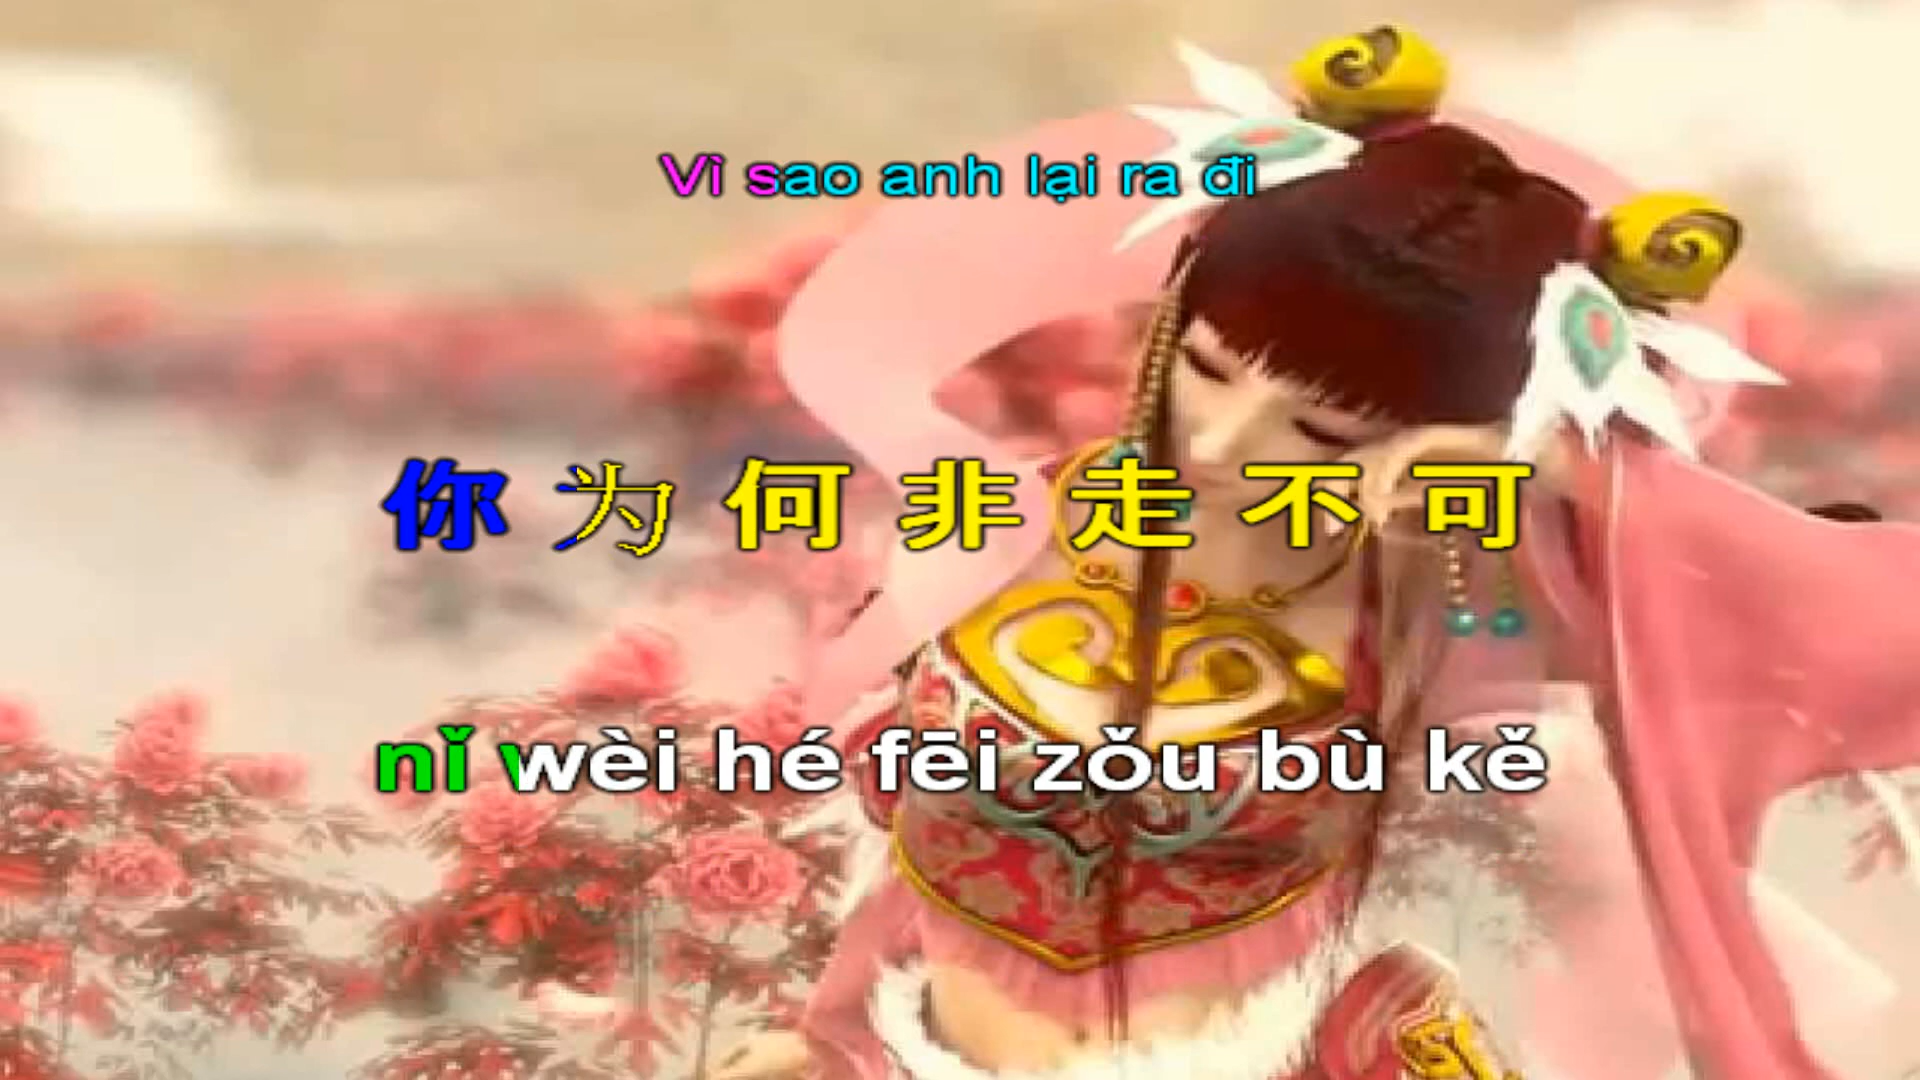 Vì sao anh lại ra đi
你为何非走不可
nǐ wèi hé fēi zǒu bù kě